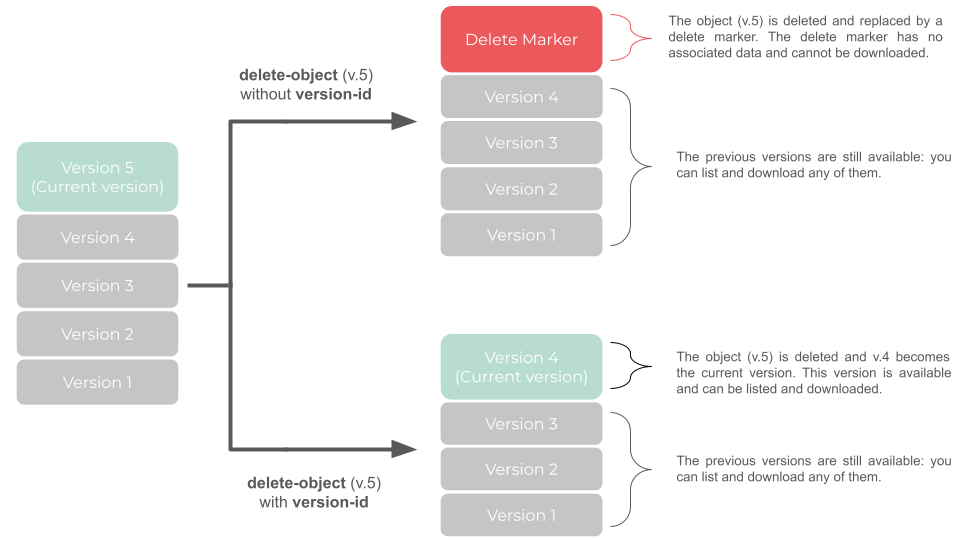 Version 5
(Current version)
Version 4
Version 3
Version 2
Version 1
delete-object (v.5)
without version-id
Delete Marker
Version 4
Version 3
Version 2
Version 1
The object (v.5) is deleted and replaced by a
delete marker. The delete marker has no
associated data and cannot be downloaded.
The previous versions are still available: you
can list and download any of them.
delete-object (v.5)
with version-id
Version 4
(Current version)
Version 3
Version 2
Version 1
The object (v.5) is deleted and v.4 becomes
the current version. This version is available
and can be listed and downloaded.
The previous versions are still available: you
can list and download any of them.